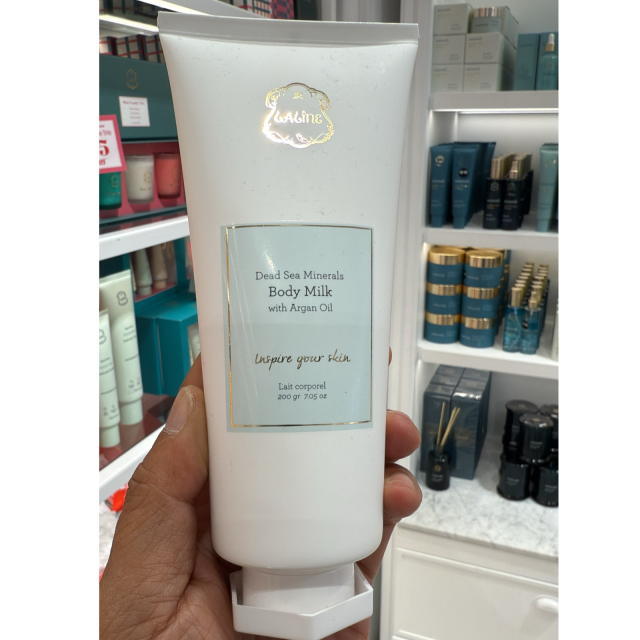 LALINE
Dead Sea Minerals
Body Milk
with Argan Oil
Inspire your skin
Lait corporel
200 gr 7.05 oz